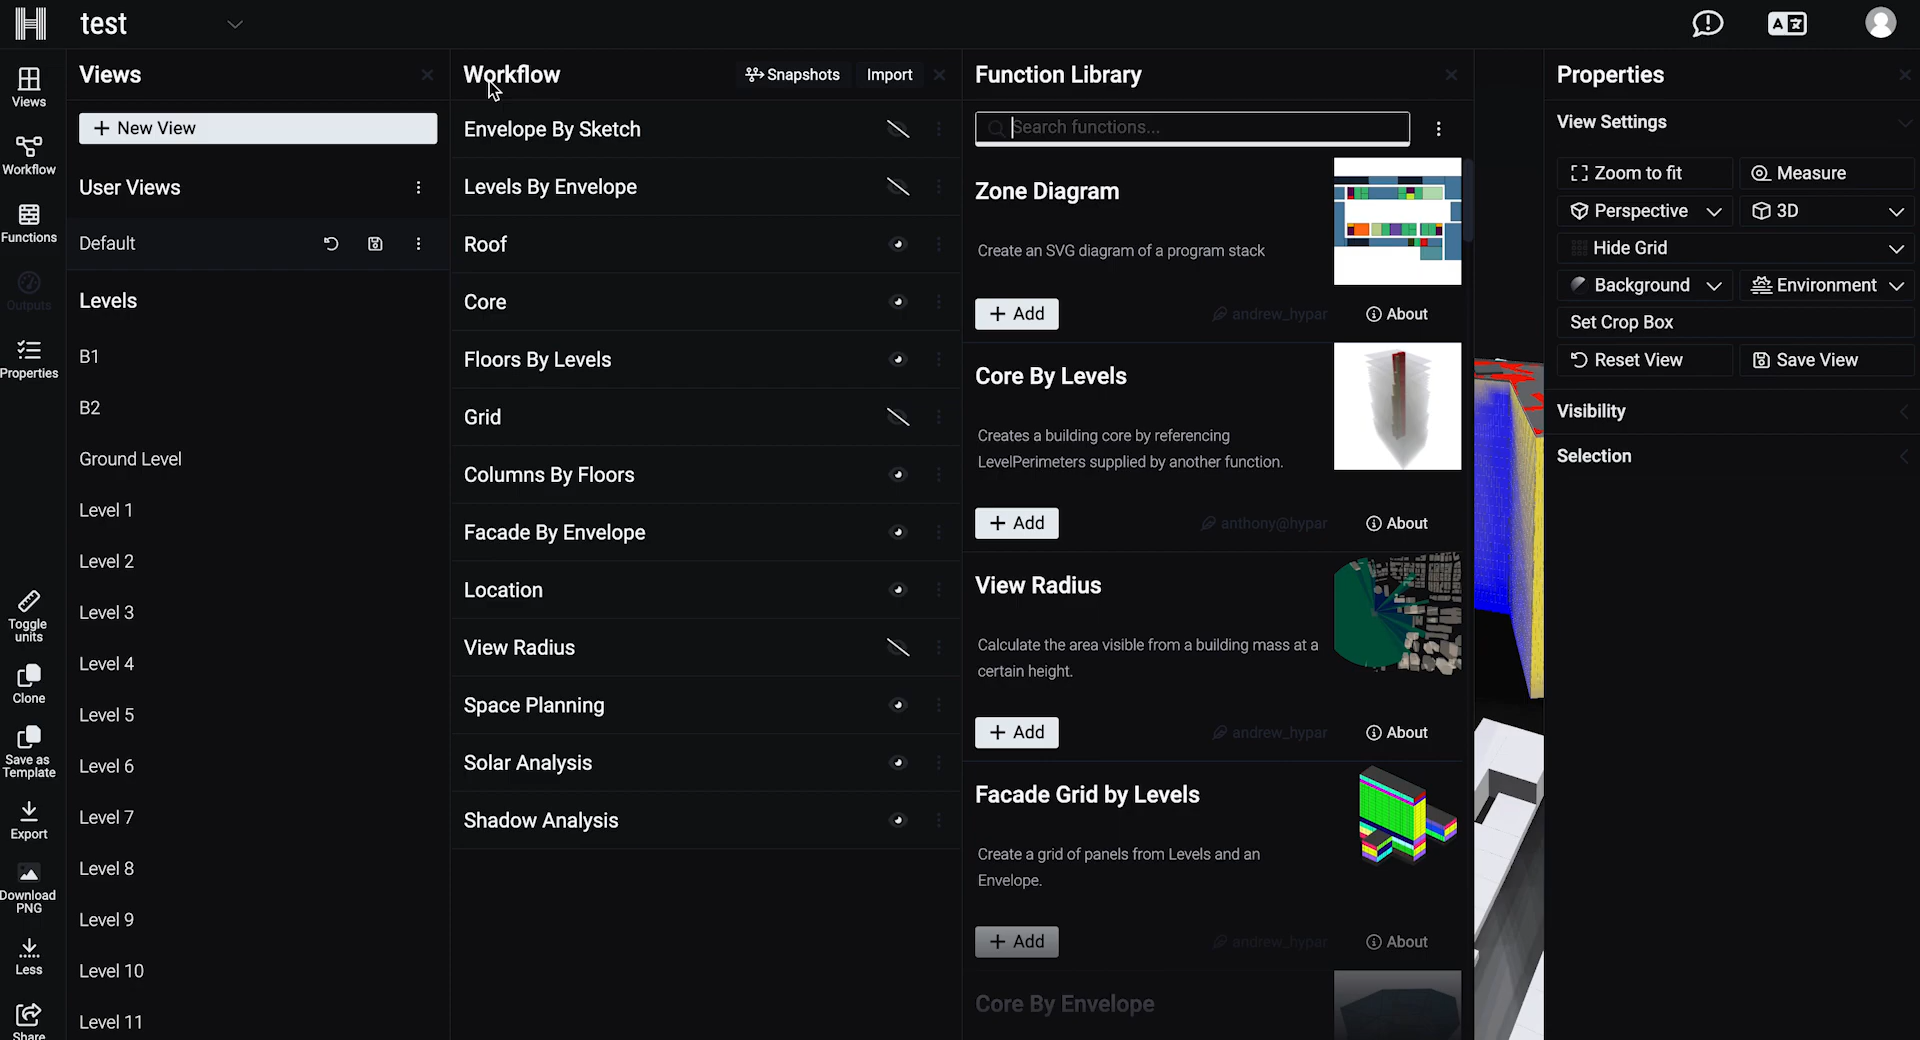 test
Views
Workflow
Functions
Outputs
Properties
Toggle
units
Clone
Save as
Template
Export
Download
PNG
Less
Share
Views
+ New View
User Views
Default
Levels
B1
B2
Ground Level
Level 1
Level 2
Level 3
Level 4
Level 5
Level 6
Level 7
Level 8
Level 9
Level 10
Level 11
Workflow
Snapshots
Import
Envelope By Sketch
Levels By Envelope
Roof
Core
Floors By Levels
Grid
Columns By Floors
Facade By Envelope
Location
View Radius
Space Planning
Solar Analysis
Shadow Analysis
Function Library
Search functions...
Zone Diagram
Create an SVG diagram of a program stack
+ Add
andrew_hypar
About
Core By Levels
Creates a building core by referencing
LevelPerimeters supplied by another function.
+ Add
anthony@hypar
About
View Radius
Calculate the area visible from a building mass at a
certain height.
+ Add
andrew_hypar
About
Facade Grid by Levels
Create a grid of panels from Levels and an
Envelope.
+ Add
andrew_hypar
About
Core By Envelope
Properties
View Settings
Zoom to fit
Measure
Perspective
3D
Hide Grid
Background
Environment
Set Crop Box
Reset View
Save View
Visibility
Selection